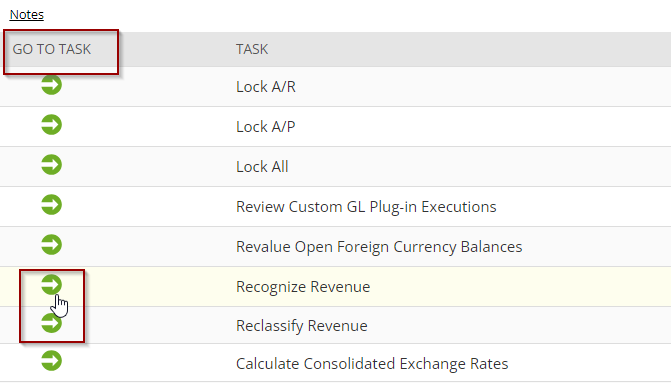 Notes
GO TO TASK TASK
Lock A/R
Lock A/P
Lock All
Review Custom GL Plug-in Executions
Revalue Open Foreign Currency Balances
Recognize Revenue
Reclassify Revenue
Calculate Consolidated Exchange Rates